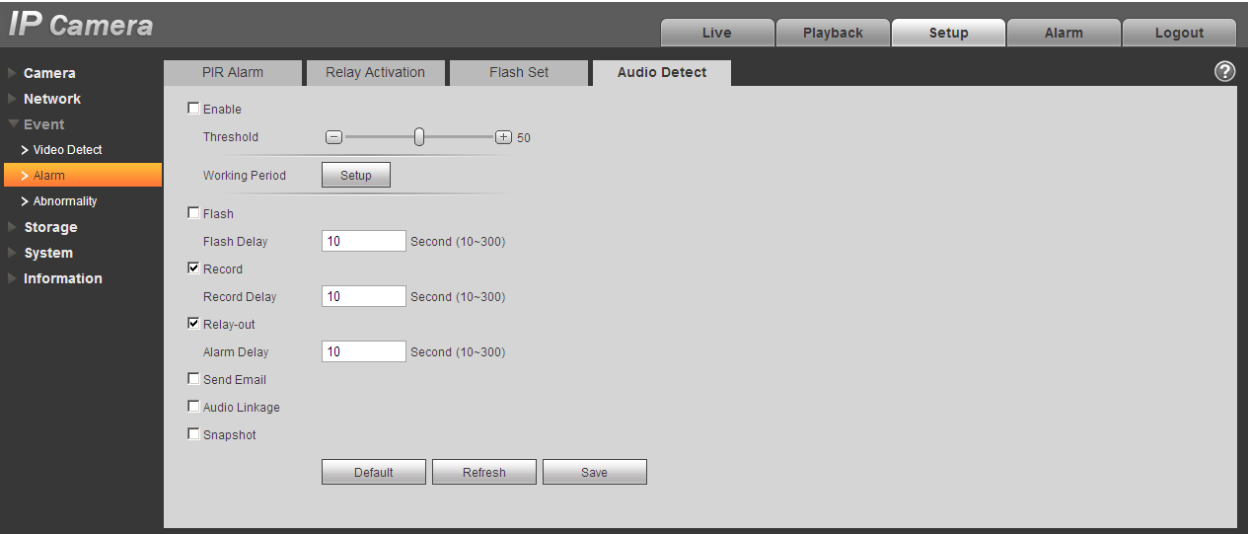 IP Camera
Live Playback Setup Alarm Logout
Camera
Network
Event
> Video Detect
> Alarm
> Abnormality
Storage
System
Information
PIR Alarm Relay Activation Flash Set Audio Detect ?
Enable
Threshold - + 50
Working Period Setup
Flash
Flash Delay 10 Second (10~300)
Record
Record Delay 10 Second (10~300)
Relay-out
Alarm Delay 10 Second (10~300)
Send Email
Audio Linkage
Snapshot
Default Refresh Save